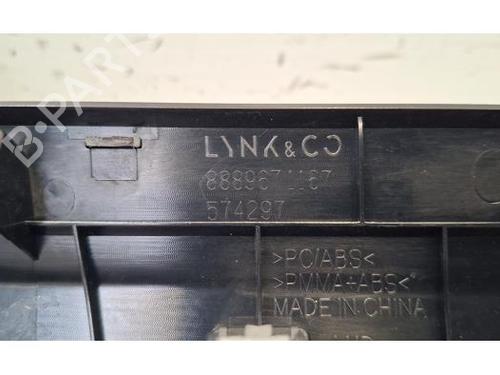 LYNK&CO
8889671167
574297
>PC/ABS<
>PMMA+ABS<
MADE IN CHINA
B-PARTS